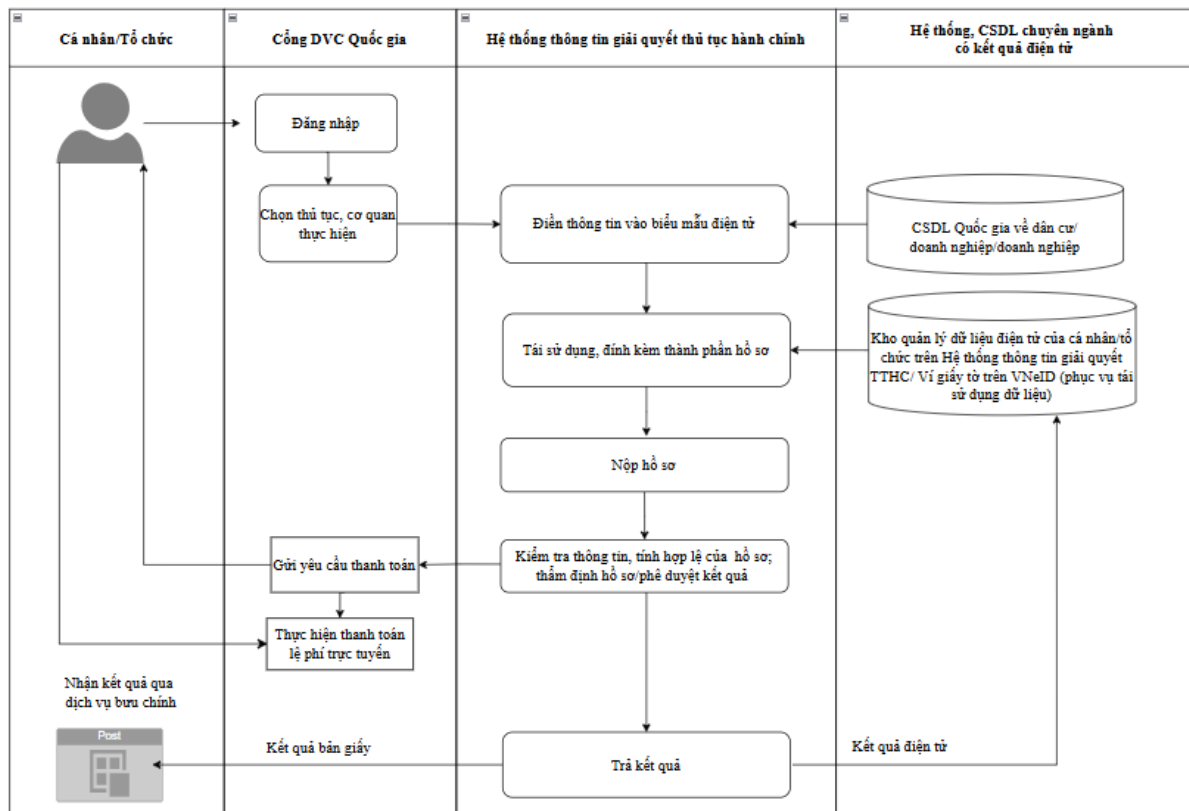 Cá nhân/Tổ chức
Cổng DVC Quốc gia
Hệ thống thông tin giải quyết thủ tục hành chính
Hệ thống, CSDL chuyên ngành
có kết quả điện tử
Đăng nhập
Chọn thủ tục, cơ quan
thực hiện
Điền thông tin vào biểu mẫu điện tử
CSDL Quốc gia về dân cư/
doanh nghiệp/doanh nghiệp
Tái sử dụng, đính kèm thành phần hồ sơ
Kho quản lý dữ liệu điện tử của cá nhân/tổ
chức trên Hệ thống thông tin giải quyết
TTHC/ Ví giấy tờ trên VNeID (phục vụ tái
sử dụng dữ liệu)
Nộp hồ sơ
Gửi yêu cầu thanh toán
Kiểm tra thông tin, tính hợp lệ của hồ sơ;
thẩm định hồ sơ/phê duyệt kết quả
Thực hiện thanh toán
lệ phí trực tuyến
Nhận kết quả qua
dịch vụ bưu chính
Post
Kết quả bản giấy
Trả kết quả
Kết quả điện tử